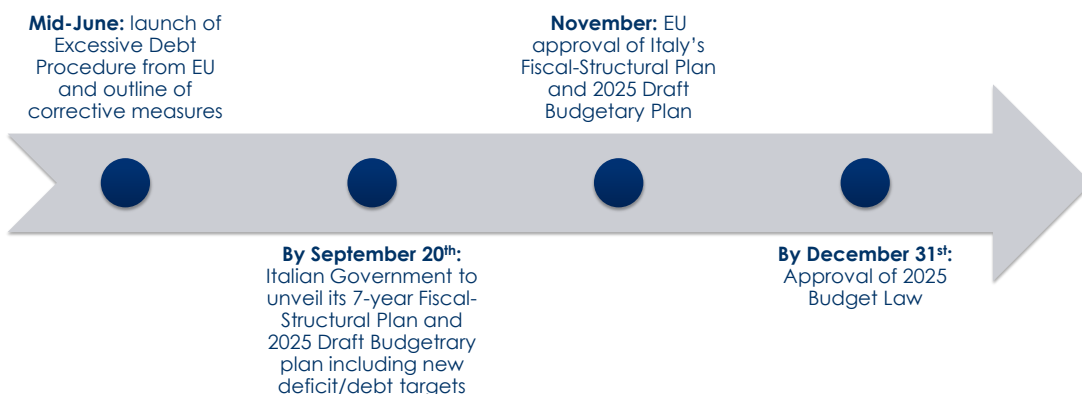 Mid-June: launch of
Excessive Debt
Procedure from EU
and outline of
corrective measures
By September 20th:
Italian Government to
unveil its 7-year Fiscal-
Structural Plan and
2025 Draft Budgetrary
plan including new
deficit/debt targets
November: EU
approval of Italy’s
Fiscal-Structural Plan
and 2025 Draft
Budgetary Plan
By December 31st:
Approval of 2025
Budget Law